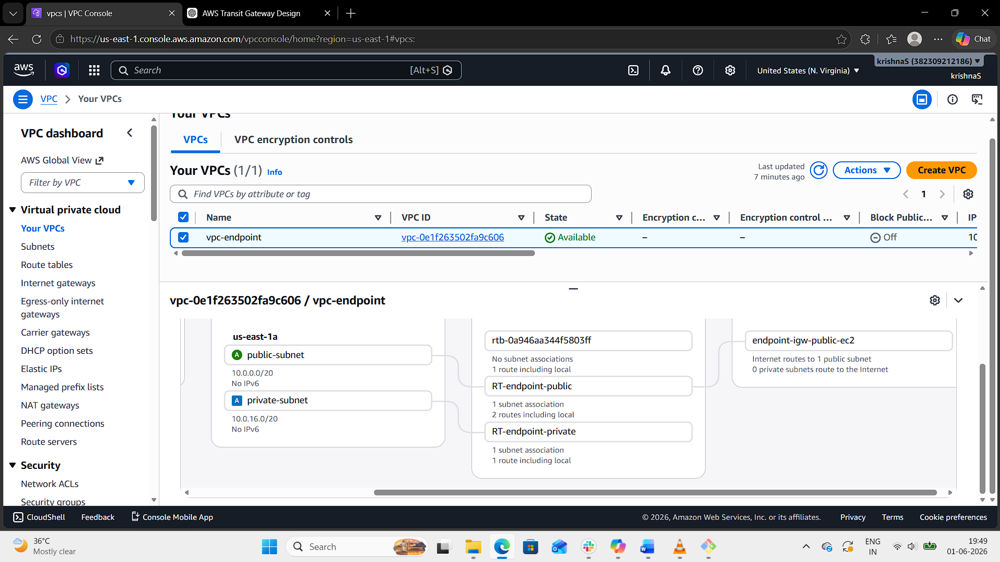 vpcs | VPC Console
AWS Transit Gateway Design
https://us-east-1.console.aws.amazon.com/vpcconsole/home?region=us-east-1#vpcs:
Chat
aws
Search
[Alt+S]
United States (N. Virginia)
krishnaS (382309212186)
krishnaS
VPC
Your VPCs
VPC dashboard
AWS Global View
Filter by VPC
Virtual private cloud
Your VPCs
Subnets
Route tables
Internet gateways
Egress-only internet
gateways
Carrier gateways
DHCP option sets
Elastic IPs
Managed prefix lists
NAT gateways
Peering connections
Route servers
Security
Network ACLs
Security groups
Your VPCs
VPCs
VPC encryption controls
Your VPCs (1/1) Info
Last updated
7 minutes ago
Actions
Create VPC
Find VPCs by attribute or tag
1
Name
VPC ID
State
Encryption c...
Encryption control ...
Block Public...
IP
vpc-endpoint
vpc-0e1f263502fa9c606
Available
–
–
Off
10
vpc-0e1f263502fa9c606 / vpc-endpoint
us-east-1a
A public-subnet
10.0.0.0/20
No IPv6
A private-subnet
10.0.16.0/20
No IPv6
rtb-0a946aa344f5803ff
No subnet associations
1 route including local
RT-endpoint-public
1 subnet association
2 routes including local
RT-endpoint-private
1 subnet association
1 route including local
endpoint-igw-public-ec2
Internet routes to 1 public subnet
0 private subnets route to the Internet
CloudShell
Feedback
Console Mobile App
© 2026, Amazon Web Services, Inc. or its affiliates.
Privacy
Terms
Cookie preferences
36°C
Mostly clear
Search
ENG
IN
19:49
01-06-2026